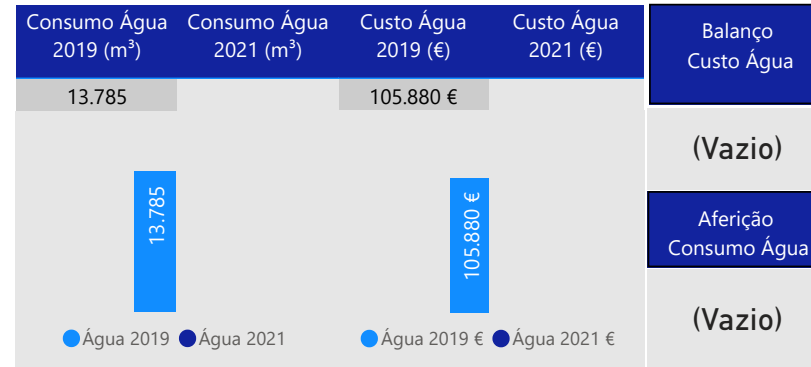 Consumo Água 2019 (m³)
Consumo Água 2021 (m³)
Custo Água 2019 (€)
Custo Água 2021 (€)
13.785
105.880 €
13.785
105.880 €
Água 2019
Água 2021
Água 2019 €
Água 2021 €
Balanço
Custo Água
(Vazio)
Aferição
Consumo Água
(Vazio)